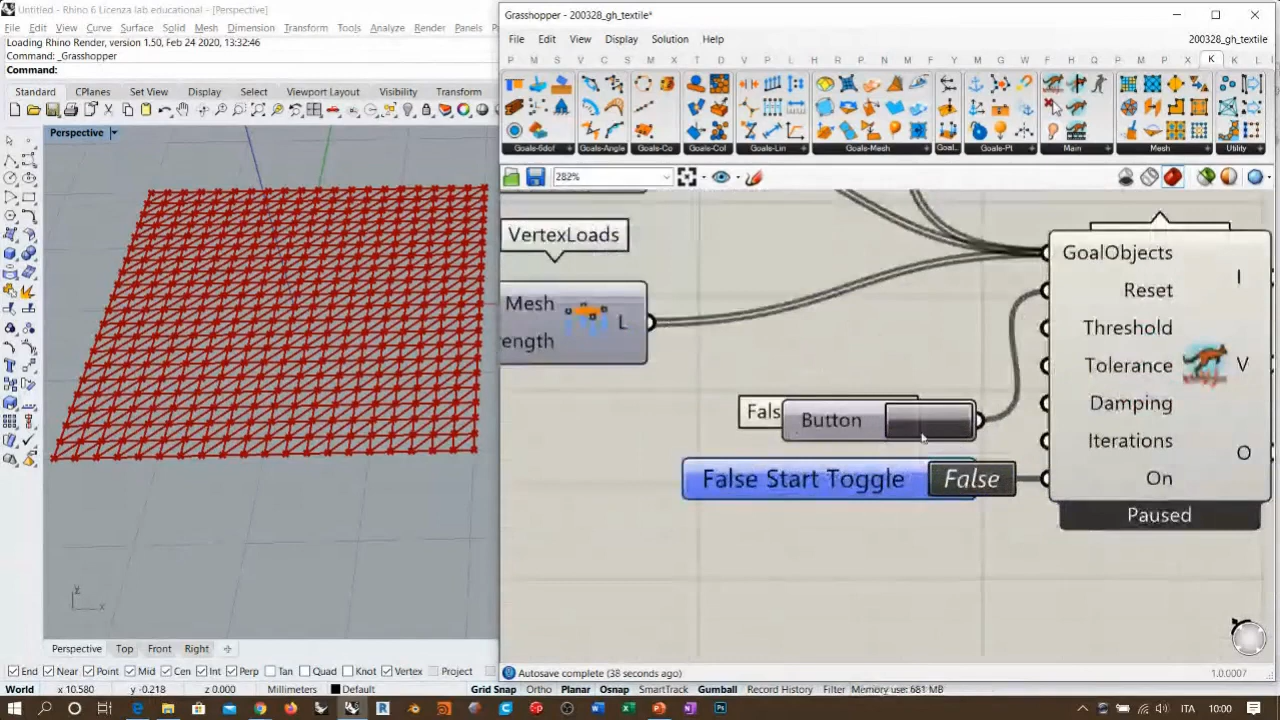 Untitled - Rhino 6 Licenza lab educational - [Perspective]
File Edit View Curve Surface Solid Mesh Dimension Transform Tools Analyze Render Panels
Loading Rhino Render, version 1.50, Feb 24 2020, 13:32:46
Command: _Grasshopper
Command:
Standard CPlanes Set View Display Select Viewport Layout Visibility Transform
Perspective
y
x
Perspective Top Front Right
End Near Point Mid Cen Int Perp Tan Quad Knot Vertex Project
World x 10.580 y -0.218 z 0.000 Millimeters Default Grid Snap Ortho Planar Osnap SmartTrack Gumball Record History Filter Memory use: 681 MB
Grasshopper - 200328_gh_textile*
File Edit View Display Solution Help 200328_gh_textile*
Goals-6dof Goals-Angle Goals-Co Goals-Col Goals-Lin Goals-Mesh Goal.. Goals-Pt Main Mesh Utility
282%
VertexLoads
Mesh
ength
L
Fals
Button
False Start Toggle False
GoalObjects
Reset
Threshold
Tolerance
Damping
Iterations
On
I
V
O
Paused
Autosave complete (38 seconds ago)
1.0.0007
ITA 10:00